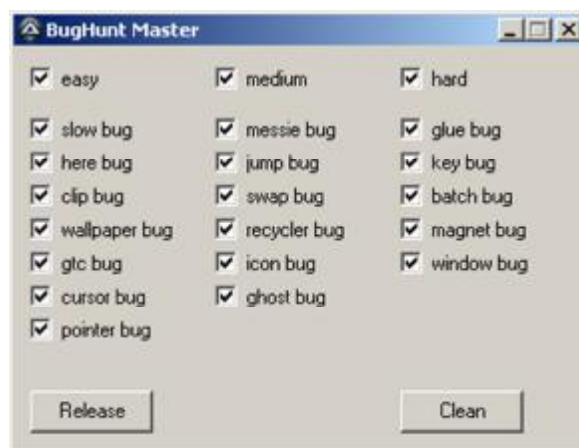 BugHunt Master
easy medium hard
slow bug messie bug glue bug
here bug jump bug key bug
clip bug swap bug batch bug
wallpaper bug recycler bug magnet bug
gtc bug icon bug window bug
cursor bug ghost bug
pointer bug
Release Clean